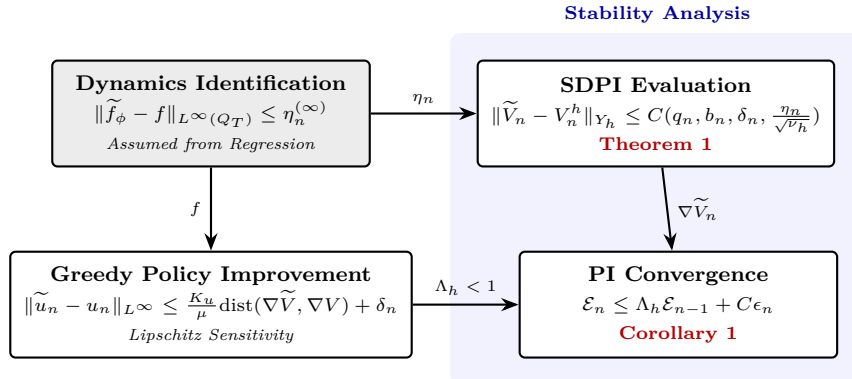 Stability Analysis
Dynamics Identification
‖f̃_ϕ − f‖_{L^∞(Q_T)} ≤ η_n^{(∞)}
Assumed from Regression
η_n
SDPI Evaluation
‖Ṽ_n − V_n^h‖_{Y_h} ≤ C(q_n, b_n, δ_n, η_n/√ν_h)
Theorem 1
f
∇Ṽ_n
Greedy Policy Improvement
‖ũ_n − u_n‖_{L^∞} ≤ K_u/μ dist(∇Ṽ, ∇V) + δ_n
Lipschitz Sensitivity
Λ_h < 1
PI Convergence
ℰ_n ≤ Λ_h ℰ_{n−1} + Cϵ_n
Corollary 1